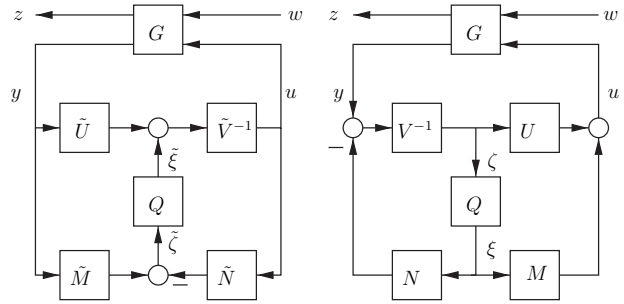 z G w z G w
y u y u
Ũ Ṽ⁻¹ V⁻¹ U
ξ̃ − ζ
Q Q
ζ̃ ξ
M̃ − Ñ N M